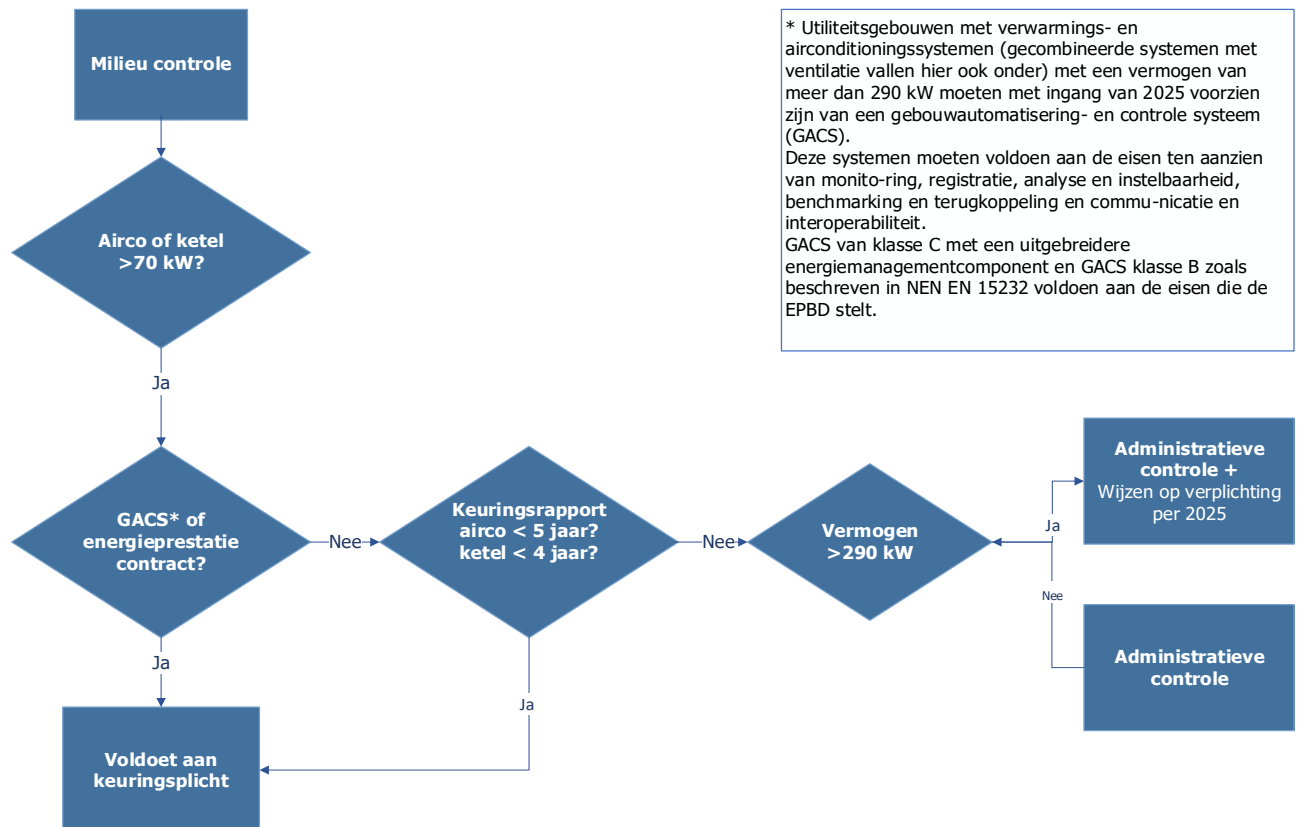 Milieu controle
* Utiliteitsgebouwen met verwarmings- en
airconditioningssystemen (gecombineerde systemen met
ventilatie vallen hier ook onder) met een vermogen van
meer dan 290 kW moeten met ingang van 2025 voorzien
zijn van een gebouwautomatisering- en controle systeem
(GACS).
Deze systemen moeten voldoen aan de eisen ten aanzien
van monito-ring, registratie, analyse en instelbaarheid,
benchmarking en terugkoppeling en commu-nicatie en
interoperabiliteit.
GACS van klasse C met een uitgebreidere
energiemanagementcomponent en GACS klasse B zoals
beschreven in NEN EN 15232 voldoen aan de eisen die de
EPBD stelt.
Airco of ketel
>70 kW?
Ja
GACS* of
energieprestatie
contract?
Nee
Keuringsrapport
airco < 5 jaar?
ketel < 4 jaar?
Nee
Vermogen
>290 kW
Ja
Administratieve
controle +
Wijzen op verplichting
per 2025
Nee
Administratieve
controle
Ja
Ja
Voldoet aan
keuringsplicht